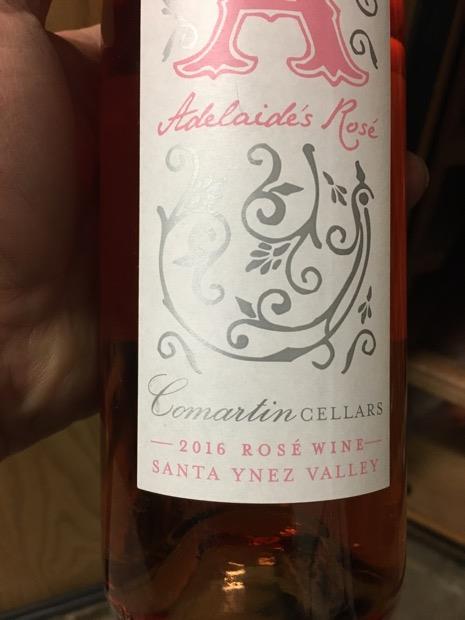 A
Adelaide's Rosé
Comartin CELLARS
2016 ROSÉ WINE
SANTA YNEZ VALLEY